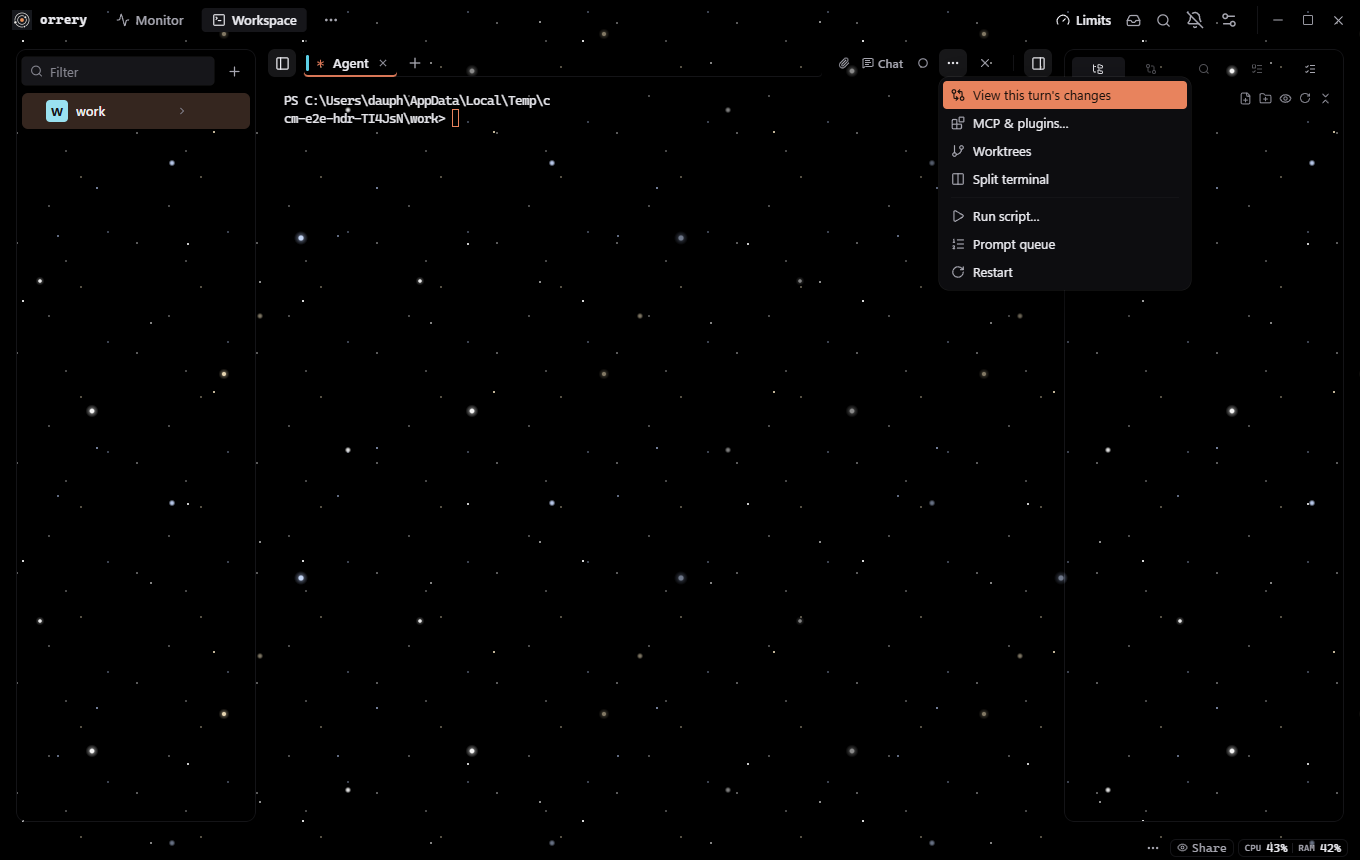 orrery
Monitor
Workspace
Limits
Filter
Agent
Chat
W work
PS C:\Users\dauph\AppData\Local\Temp\c
cm-e2e-hdr-TI4JsN\work>
View this turn's changes
MCP & plugins...
Worktrees
Split terminal
Run script...
Prompt queue
Restart
Share
CPU 43%
RAM 42%